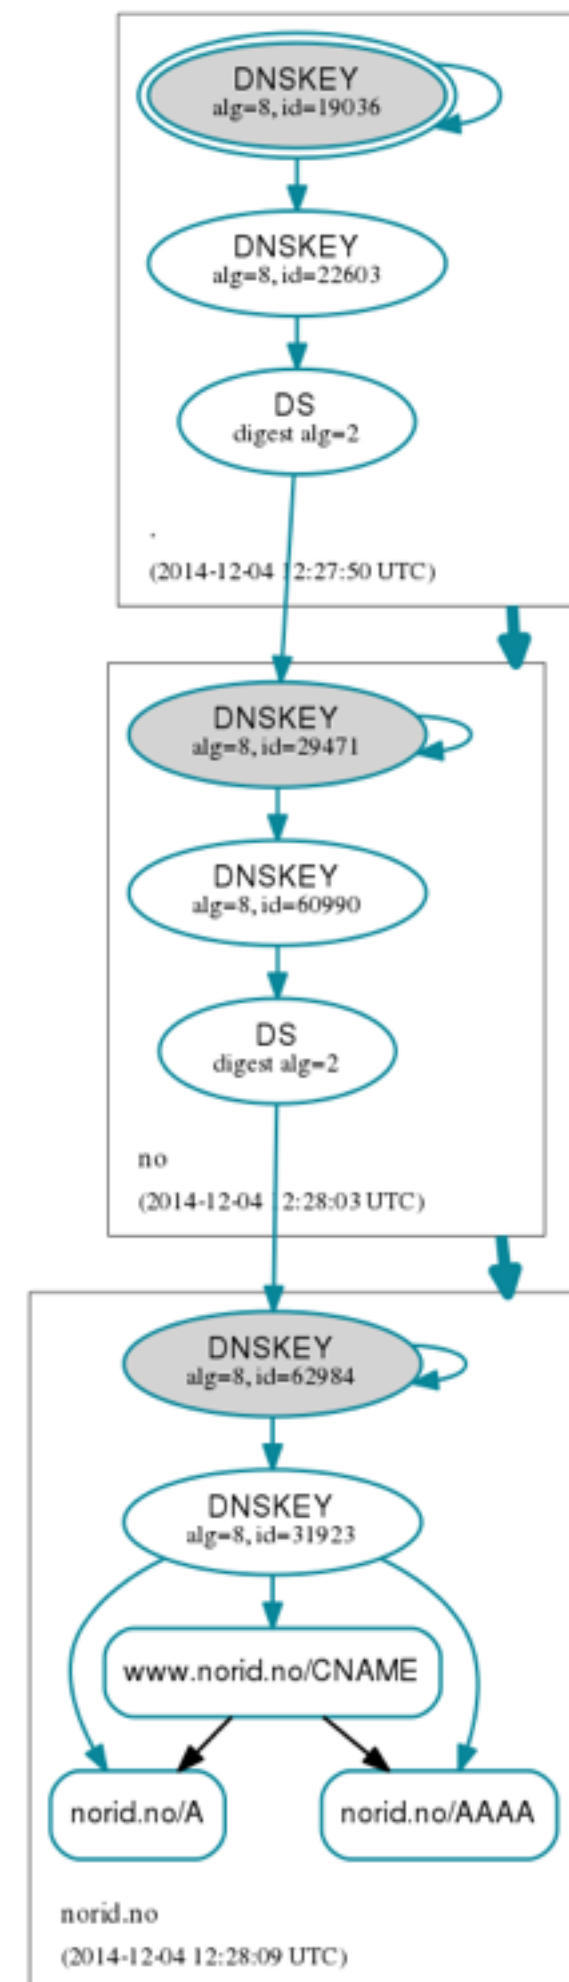 DNSKEY
alg=8, id=19036
DNSKEY
alg=8, id=22603
DS
digest alg=2
.
(2014-12-04 12:27:50 UTC)
DNSKEY
alg=8, id=29471
DNSKEY
alg=8, id=60990
DS
digest alg=2
no
(2014-12-04 12:28:03 UTC)
DNSKEY
alg=8, id=62984
DNSKEY
alg=8, id=31923
www.norid.no/CNAME
norid.no/A
norid.no/AAAA
norid.no
(2014-12-04 12:28:09 UTC)